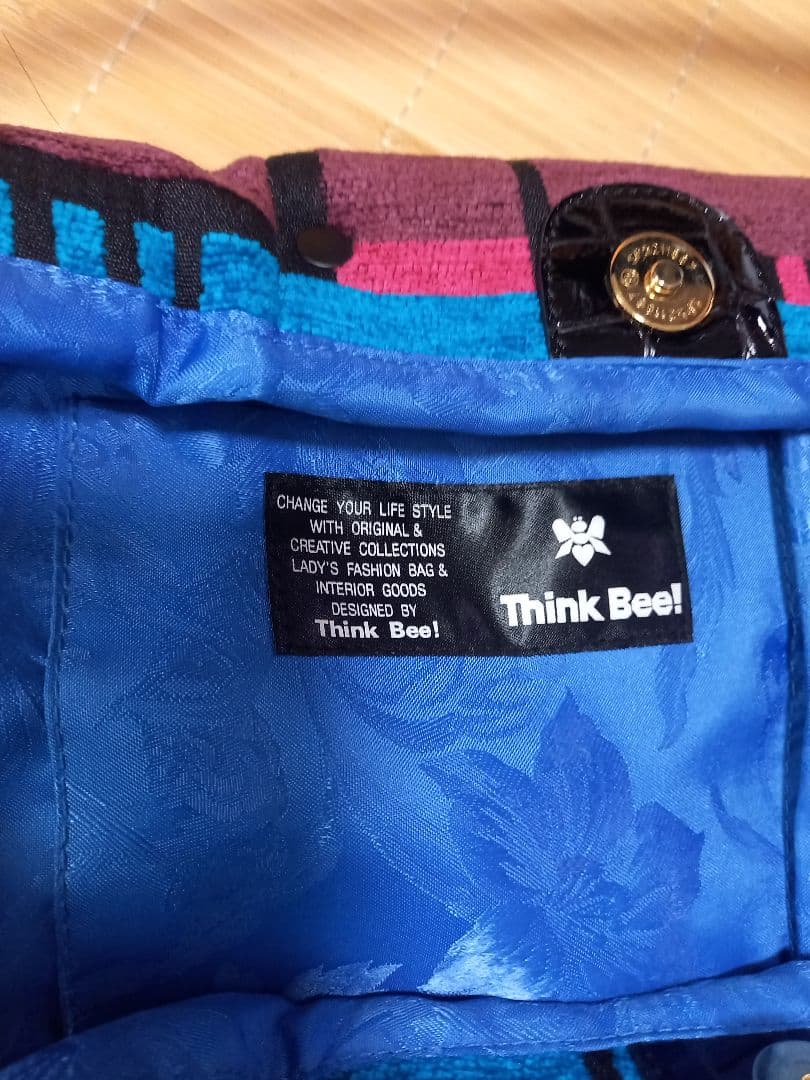 CHANGE YOUR LIFE STYLE
WITH ORIGINAL &
CREATIVE COLLECTIONS
LADY'S FASHION BAG &
INTERIOR GOODS
DESIGNED BY
Think Bee!
Think Bee!